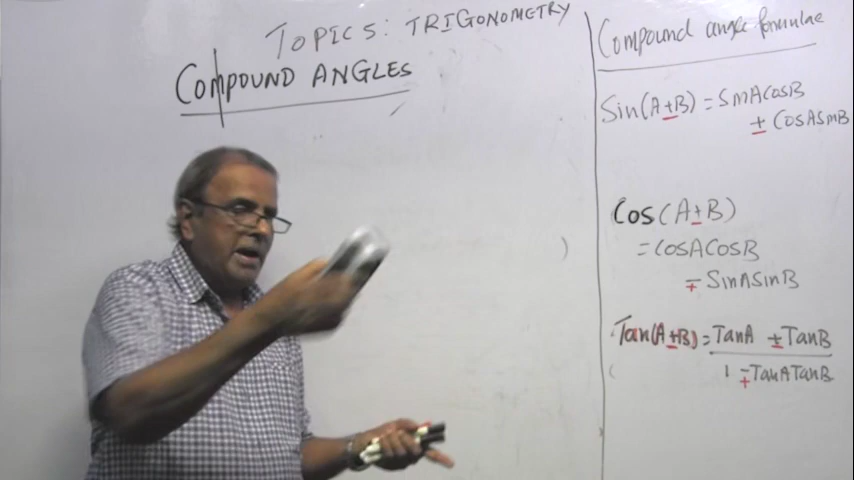 TOPICS: TRIGONOMETRY
COMPOUND ANGLES
Compound angle formulae
Sin(A±B) = SinACosB
± CosASinB
Cos(A±B)
= CosACosB
∓ SinASinB
Tan(A±B) = TanA ± TanB
1 ∓ TanATanB